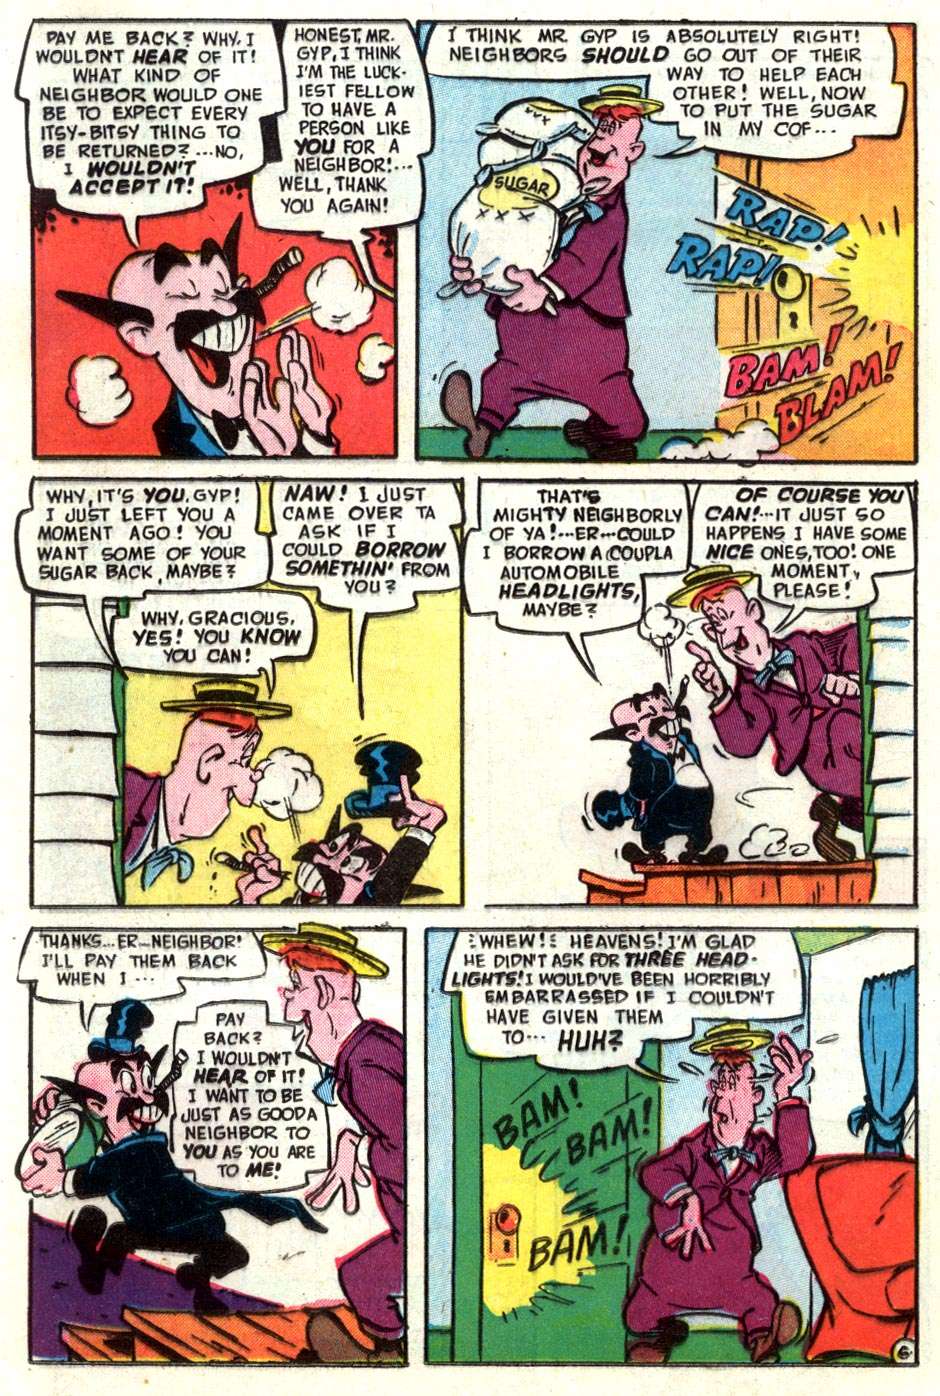 PAY ME BACK? WHY, I
WOULDN'T HEAR OF IT!
WHAT KIND OF
NEIGHBOR WOULD ONE
BE TO EXPECT EVERY
ITSY-BITSY THING TO
BE RETURNED? ...NO,
I WOULDN'T
ACCEPT IT!
HONEST, MR.
GYP, I THINK
I'M THE LUCK-
IEST FELLOW
TO HAVE A
PERSON LIKE
YOU FOR A
NEIGHBOR!...
WELL, THANK
YOU AGAIN!
I THINK MR. GYP IS ABSOLUTELY RIGHT!
NEIGHBORS SHOULD GO OUT OF THEIR
WAY TO HELP EACH
OTHER! WELL, NOW
TO PUT THE SUGAR
IN MY COF---
XXX
SUGAR
XXX
RAP!
RAP!
BAM!
BLAM!
WHY, IT'S YOU, GYP!
I JUST LEFT YOU A
MOMENT AGO! YOU
WANT SOME OF YOUR
SUGAR BACK, MAYBE?
NAW! I JUST
CAME OVER TA
ASK IF I
COULD BORROW
SOMETHIN' FROM
YOU?
WHY, GRACIOUS,
YES! YOU KNOW
YOU CAN!
THAT'S
MIGHTY NEIGHBORLY
OF YA!---ER---COULD
I BORROW A COUPLA
AUTOMOBILE
HEADLIGHTS,
MAYBE?
OF COURSE YOU
CAN!---IT JUST SO
HAPPENS I HAVE SOME
NICE ONES, TOO! ONE
MOMENT,
PLEASE!
THANKS...ER--NEIGHBOR!
I'LL PAY THEM BACK
WHEN I ---
PAY
BACK?
I WOULDN'T
HEAR OF IT!
I WANT TO BE
JUST AS GOOD A
NEIGHBOR TO
YOU AS YOU ARE
TO ME!
WHEW! HEAVENS! I'M GLAD
HE DIDN'T ASK FOR THREE HEAD-
LIGHTS! I WOULD'VE BEEN HORRIBLY
EMBARRASSED IF I COULDN'T
HAVE GIVEN THEM
TO--- HUH?
BAM!
BAM!
BAM!
6